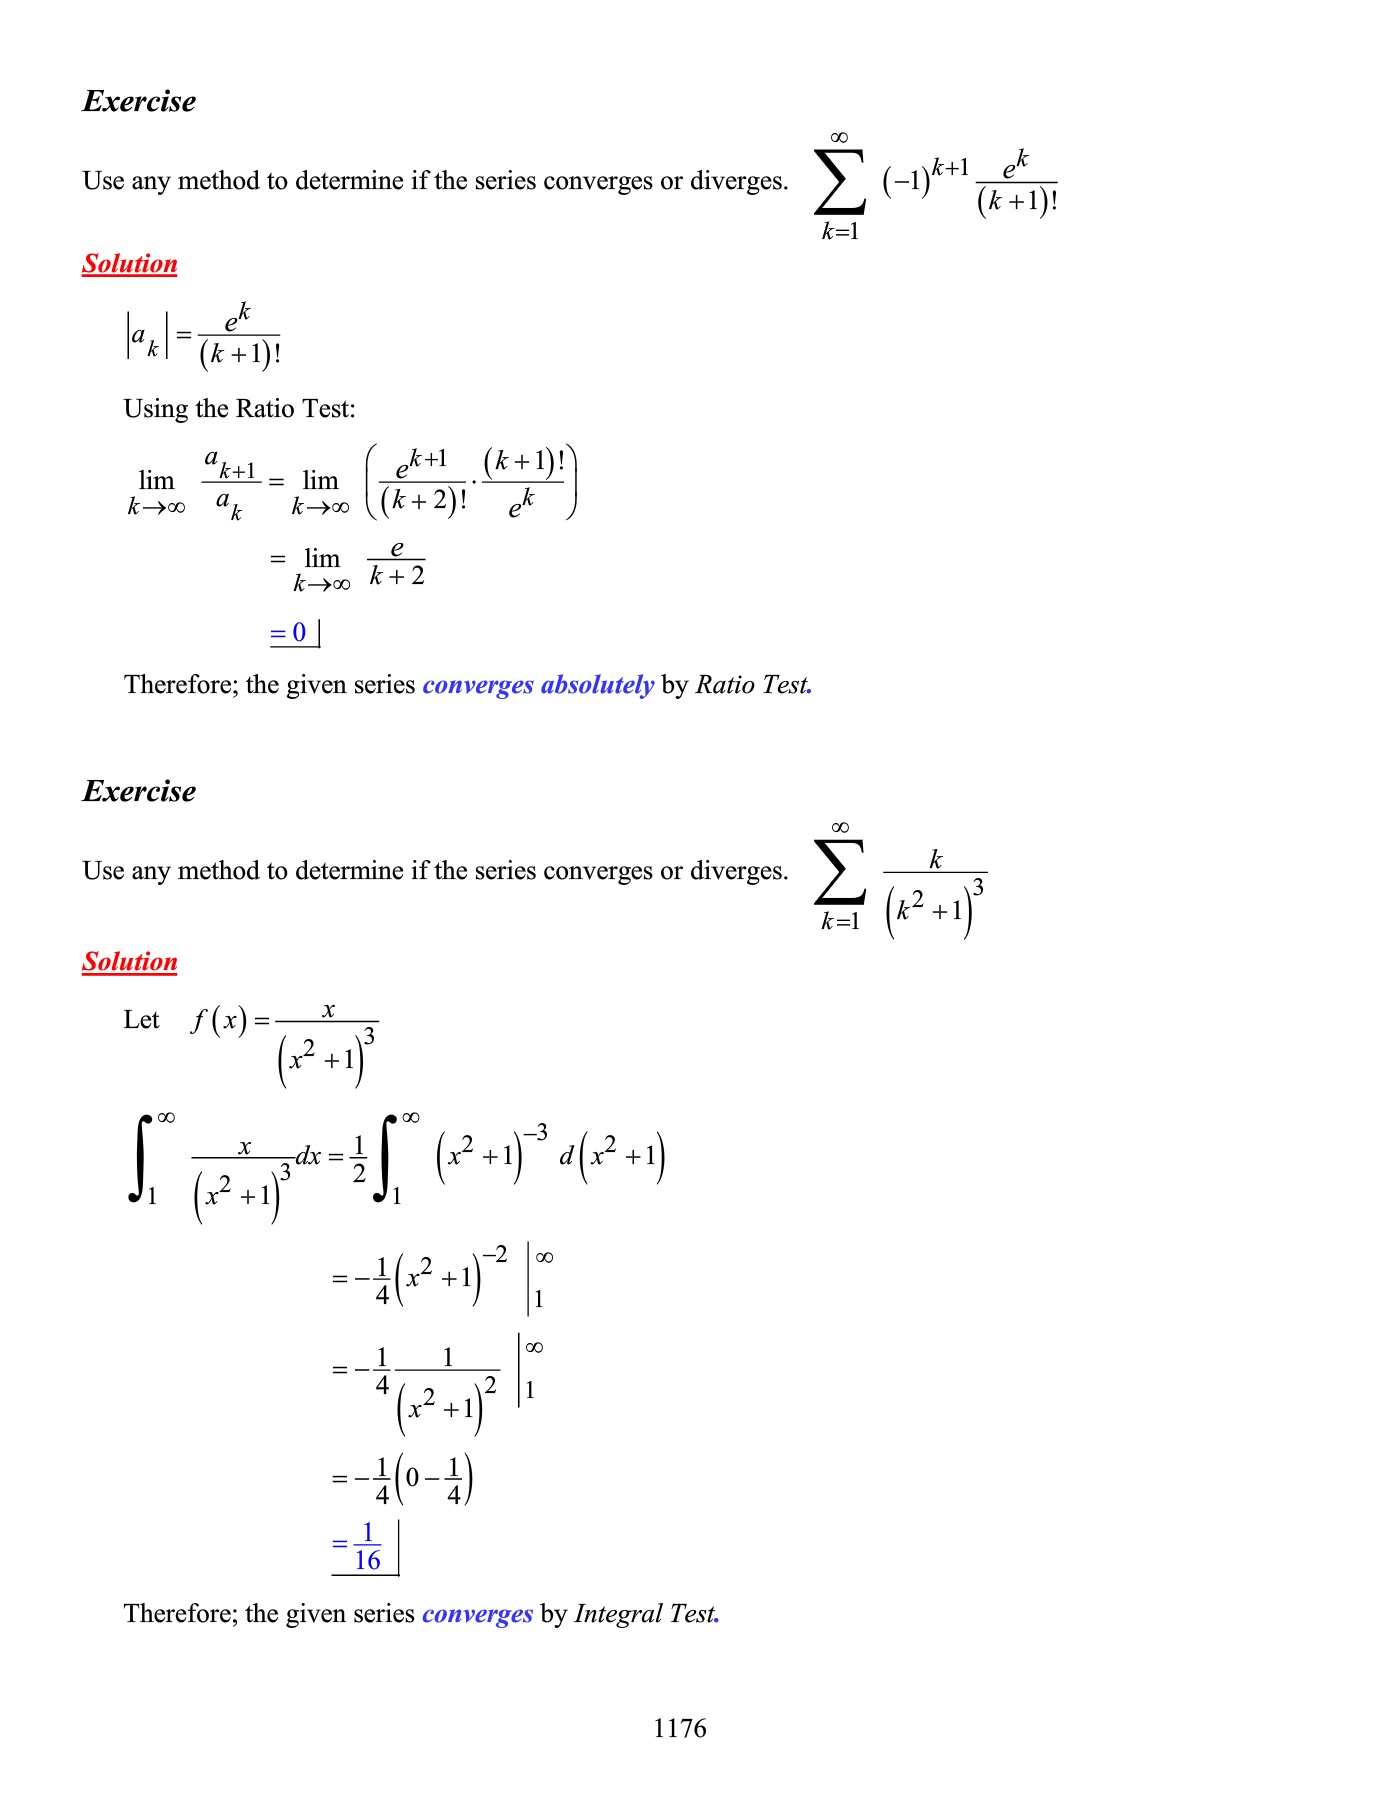 Exercise
Use any method to determine if the series converges or diverges. $\sum_{k=1}^{\infty} (-1)^{k+1} \frac{e^k}{(k+1)!}$
Solution
$|a_k| = \frac{e^k}{(k+1)!}$
Using the Ratio Test:
$\lim_{k\to\infty} \frac{a_{k+1}}{a_k} = \lim_{k\to\infty} \left( \frac{e^{k+1}}{(k+2)!} \cdot \frac{(k+1)!}{e^k} \right)$
$= \lim_{k\to\infty} \frac{e}{k+2}$
$= 0$
Therefore; the given series converges absolutely by Ratio Test.
Exercise
Use any method to determine if the series converges or diverges. $\sum_{k=1}^{\infty} \frac{k}{(k^2+1)^3}$
Solution
Let $f(x) = \frac{x}{(x^2+1)^3}$
$\int_1^{\infty} \frac{x}{(x^2+1)^3} dx = \frac{1}{2} \int_1^{\infty} (x^2+1)^{-3} d(x^2+1)$
$= -\frac{1}{4} (x^2+1)^{-2} \Big|_1^{\infty}$
$= -\frac{1}{4} \frac{1}{(x^2+1)^2} \Big|_1^{\infty}$
$= -\frac{1}{4} \left( 0 - \frac{1}{4} \right)$
$= \frac{1}{16}$
Therefore; the given series converges by Integral Test.
1176